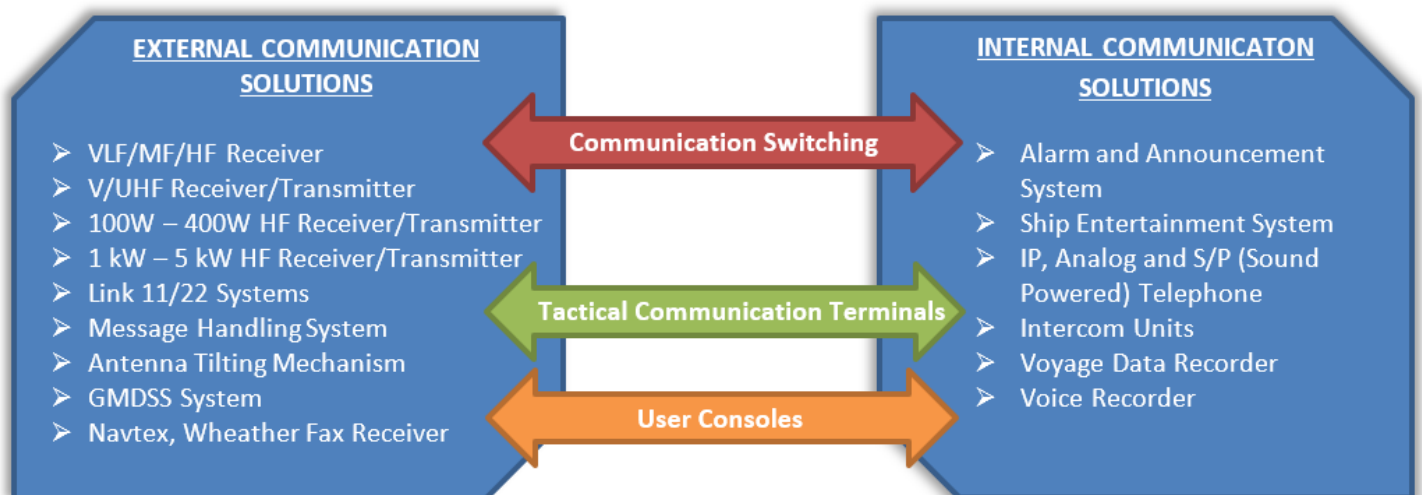 EXTERNAL COMMUNICATION
SOLUTIONS
➢ VLF/MF/HF Receiver
➢ V/UHF Receiver/Transmitter
➢ 100W – 400W HF Receiver/Transmitter
➢ 1 kW – 5 kW HF Receiver/Transmitter
➢ Link 11/22 Systems
➢ Message Handling System
➢ Antenna Tilting Mechanism
➢ GMDSS System
➢ Navtex, Wheather Fax Receiver
Communication Switching
Tactical Communication Terminals
User Consoles
INTERNAL COMMUNICATON
SOLUTIONS
➢ Alarm and Announcement
System
➢ Ship Entertainment System
➢ IP, Analog and S/P (Sound
Powered) Telephone
➢ Intercom Units
➢ Voyage Data Recorder
➢ Voice Recorder